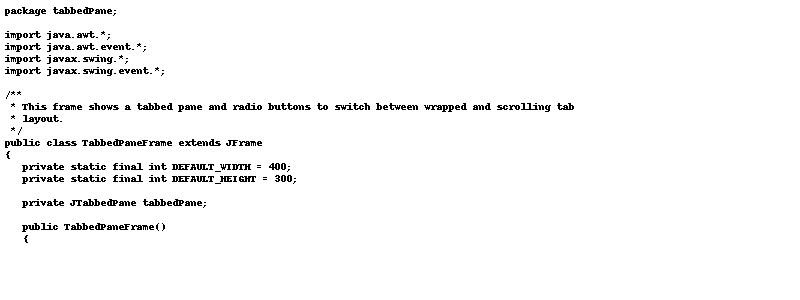 package tabbedPane;

import java.awt.*;
import java.awt.event.*;
import javax.swing.*;
import javax.swing.event.*;

/**
 * This frame shows a tabbed pane and radio buttons to switch between wrapped and scrolling tab
 * layout.
 */
public class TabbedPaneFrame extends JFrame
{
   private static final int DEFAULT_WIDTH = 400;
   private static final int DEFAULT_HEIGHT = 300;

   private JTabbedPane tabbedPane;

   public TabbedPaneFrame()
   {